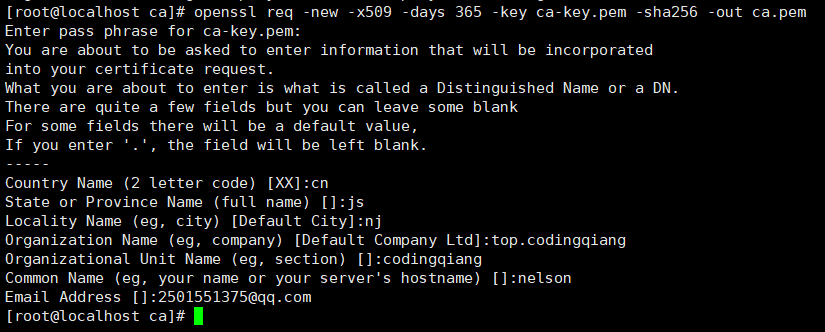 [root@localhost ca]# openssl req -new -x509 -days 365 -key ca-key.pem -sha256 -out ca.pem
Enter pass phrase for ca-key.pem:
You are about to be asked to enter information that will be incorporated
into your certificate request.
What you are about to enter is what is called a Distinguished Name or a DN.
There are quite a few fields but you can leave some blank
For some fields there will be a default value,
If you enter '.', the field will be left blank.
-----
Country Name (2 letter code) [XX]:cn
State or Province Name (full name) []:js
Locality Name (eg, city) [Default City]:nj
Organization Name (eg, company) [Default Company Ltd]:top.codingqiang
Organizational Unit Name (eg, section) []:codingqiang
Common Name (eg, your name or your server's hostname) []:nelson
Email Address []:2501551375@qq.com
[root@localhost ca]#